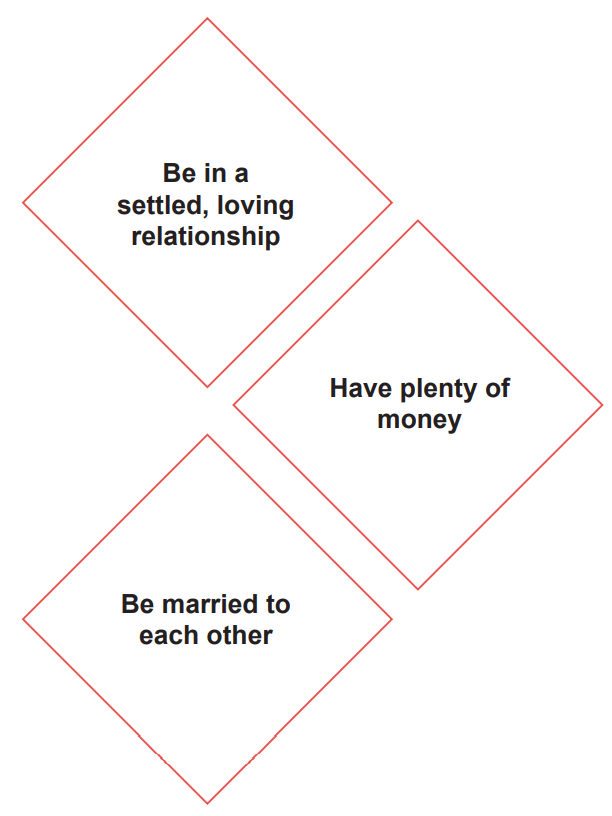 Be in a
settled, loving
relationship
Have plenty of
money
Be married to
each other